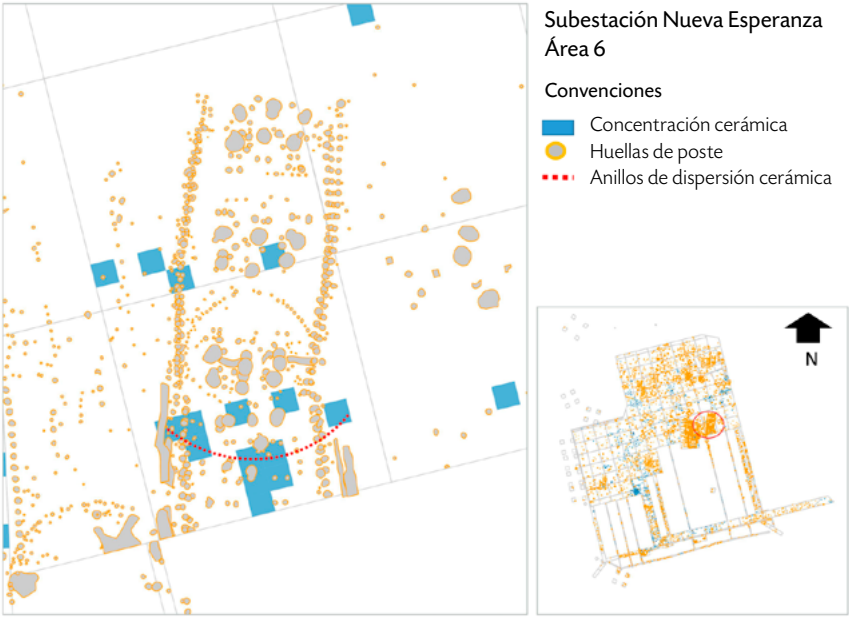 Subestación Nueva Esperanza
Área 6
Convenciones
Concentración cerámica
Huellas de poste
Anillos de dispersión cerámica
N